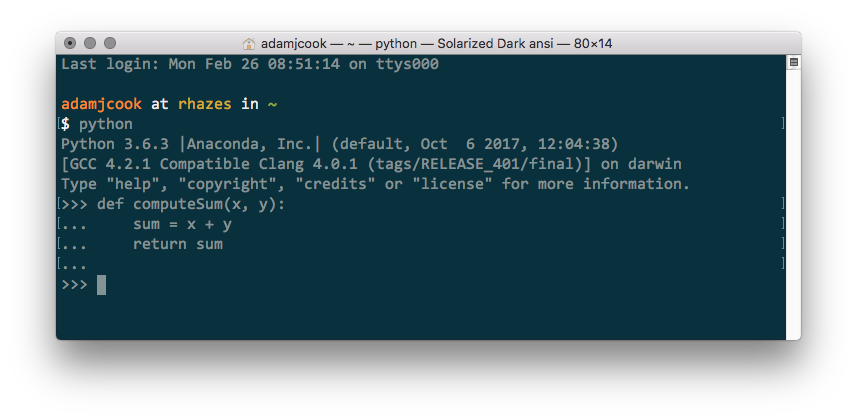 adamjcook — ~ — python — Solarized Dark ansi — 80×14
Last login: Mon Feb 26 08:51:14 on ttys000
adamjcook at rhazes in ~
[$ python ]
Python 3.6.3 |Anaconda, Inc.| (default, Oct  6 2017, 12:04:38)
[GCC 4.2.1 Compatible Clang 4.0.1 (tags/RELEASE_401/final)] on darwin
Type "help", "copyright", "credits" or "license" for more information.
[>>> def computeSum(x, y): ]
[...     sum = x + y ]
[...     return sum ]
[... ]
>>>